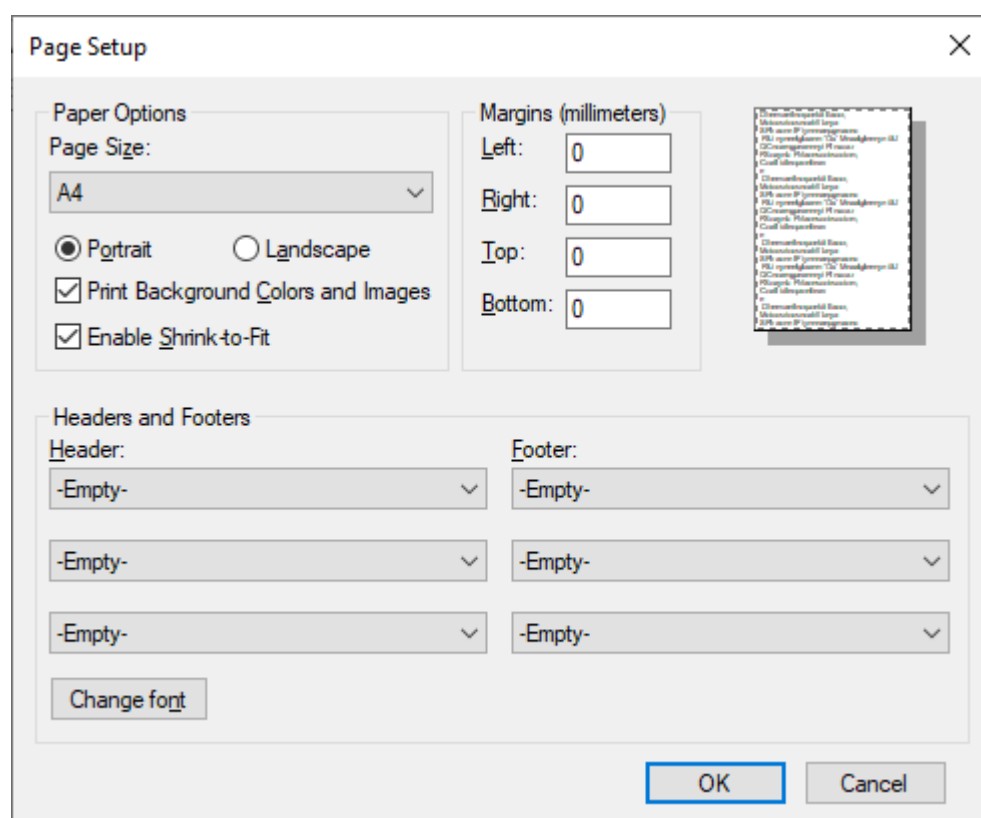 Page Setup
Paper Options
Page Size:
A4
Portrait
Landscape
Print Background Colors and Images
Enable Shrink-to-Fit
Margins (millimeters)
Left: 0
Right: 0
Top: 0
Bottom: 0
Headers and Footers
Header:
-Empty-
-Empty-
-Empty-
Footer:
-Empty-
-Empty-
-Empty-
Change font
OK
Cancel